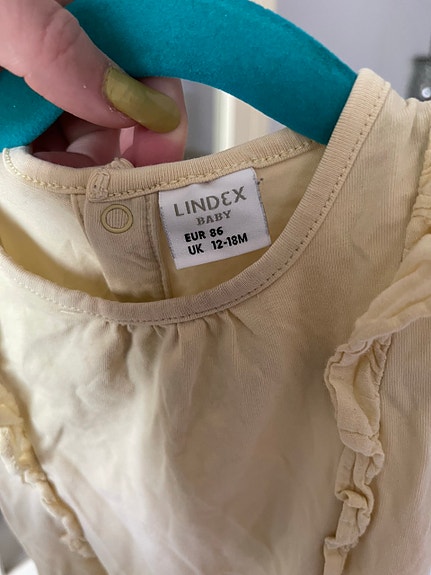 LINDEX
BABY
EUR 86
UK 12-18M